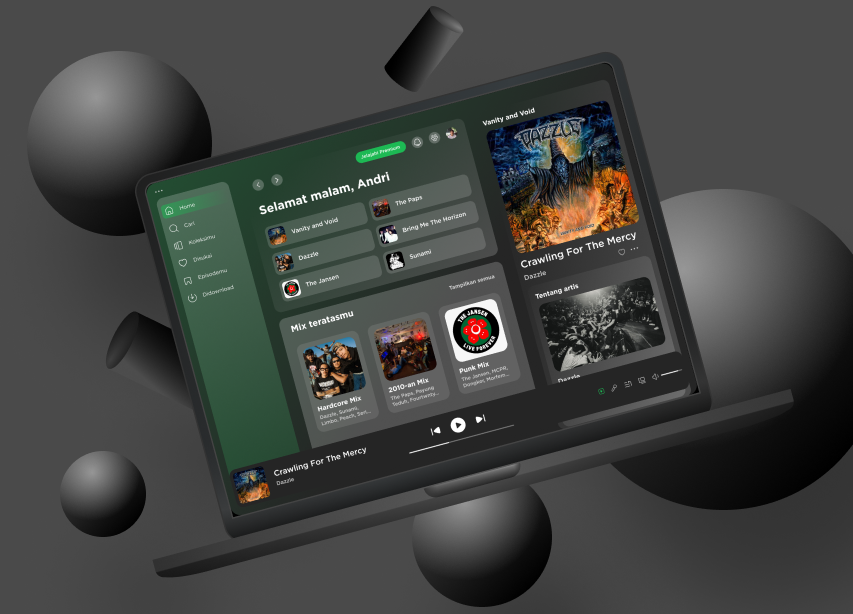 Home
Cari
Koleksimu
Disukai
Episodemu
Didownload
Jelajahi Premium
Selamat malam, Andri
Vanity and Void
The Paps
Dazzle
Bring Me The Horizon
The Jansen
Sunami
Mix teratasmu
Tampilkan semua
Hardcore Mix
Dazzle, Sunami,
Limbo, Peach, Seri...
2010-an Mix
The Paps, Payung
Teduh, Fourtwnty...
THE JANSEN
LIVE FOREVER
Punk Mix
The Jansen, MCPR,
Dongker, Morfem...
Vanity and Void
DAZZLE
Crawling For The Mercy
Dazzle
Tentang artis
Dazzle
Crawling For The Mercy
Dazzle